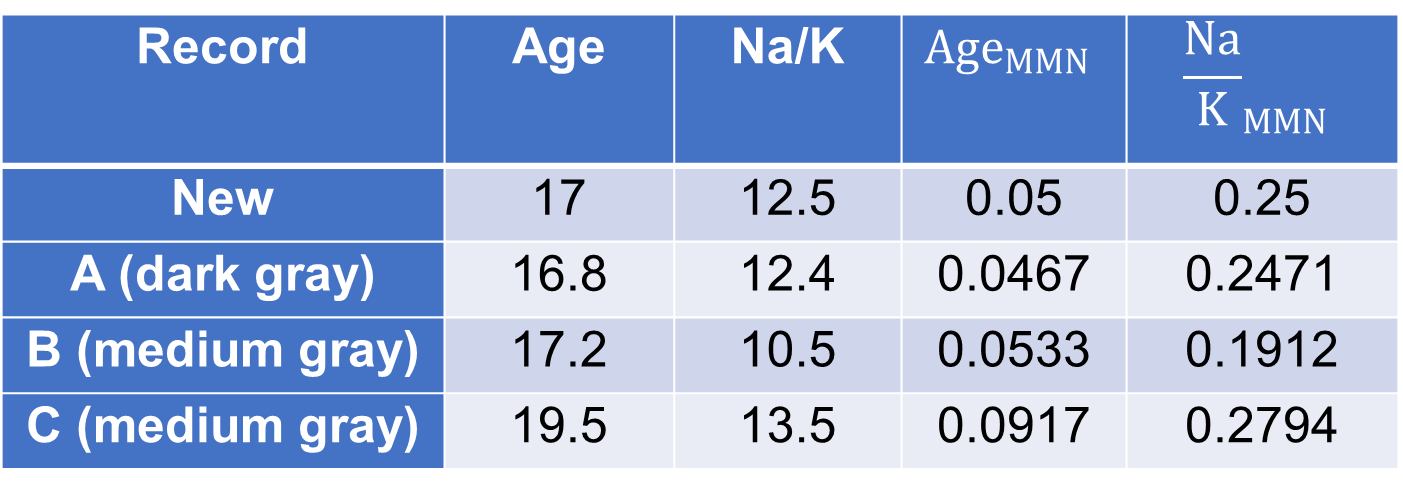 Record Age Na/K Age_MMN Na/K_MMN
New 17 12.5 0.05 0.25
A (dark gray) 16.8 12.4 0.0467 0.2471
B (medium gray) 17.2 10.5 0.0533 0.1912
C (medium gray) 19.5 13.5 0.0917 0.2794